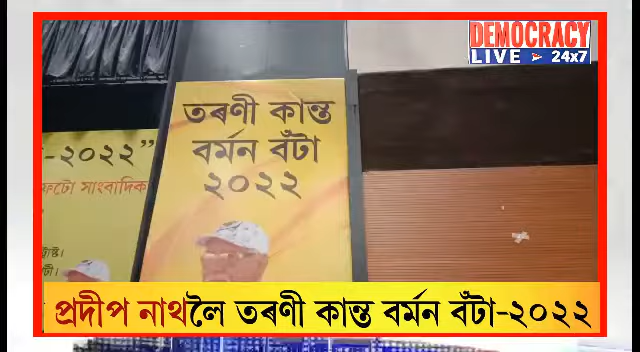 DEMOCRACY
LIVE 24x7
তৰণী কান্ত
বৰ্মন বঁটা
২০২২
-২০২২”
ফটো সাংবাদিক
প্ৰদীপ নাথলৈ তৰণী কান্ত বৰ্মন বঁটা-২০২২